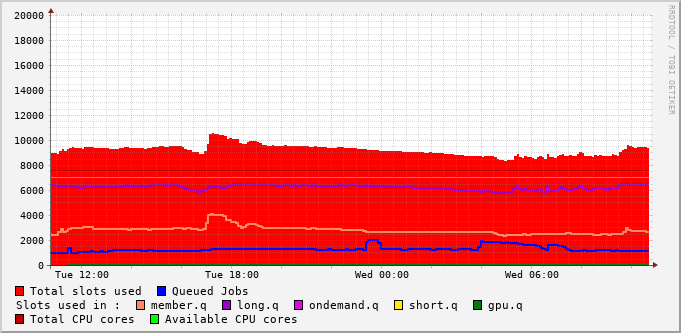 20000
18000
16000
14000
12000
10000
8000
6000
4000
2000
0
Tue 12:00 Tue 18:00 Wed 00:00 Wed 06:00
RRDTOOL / TOBI OETIKER
Total slots used Queued Jobs
Slots used in : member.q long.q ondemand.q short.q gpu.q
Total CPU cores Available CPU cores